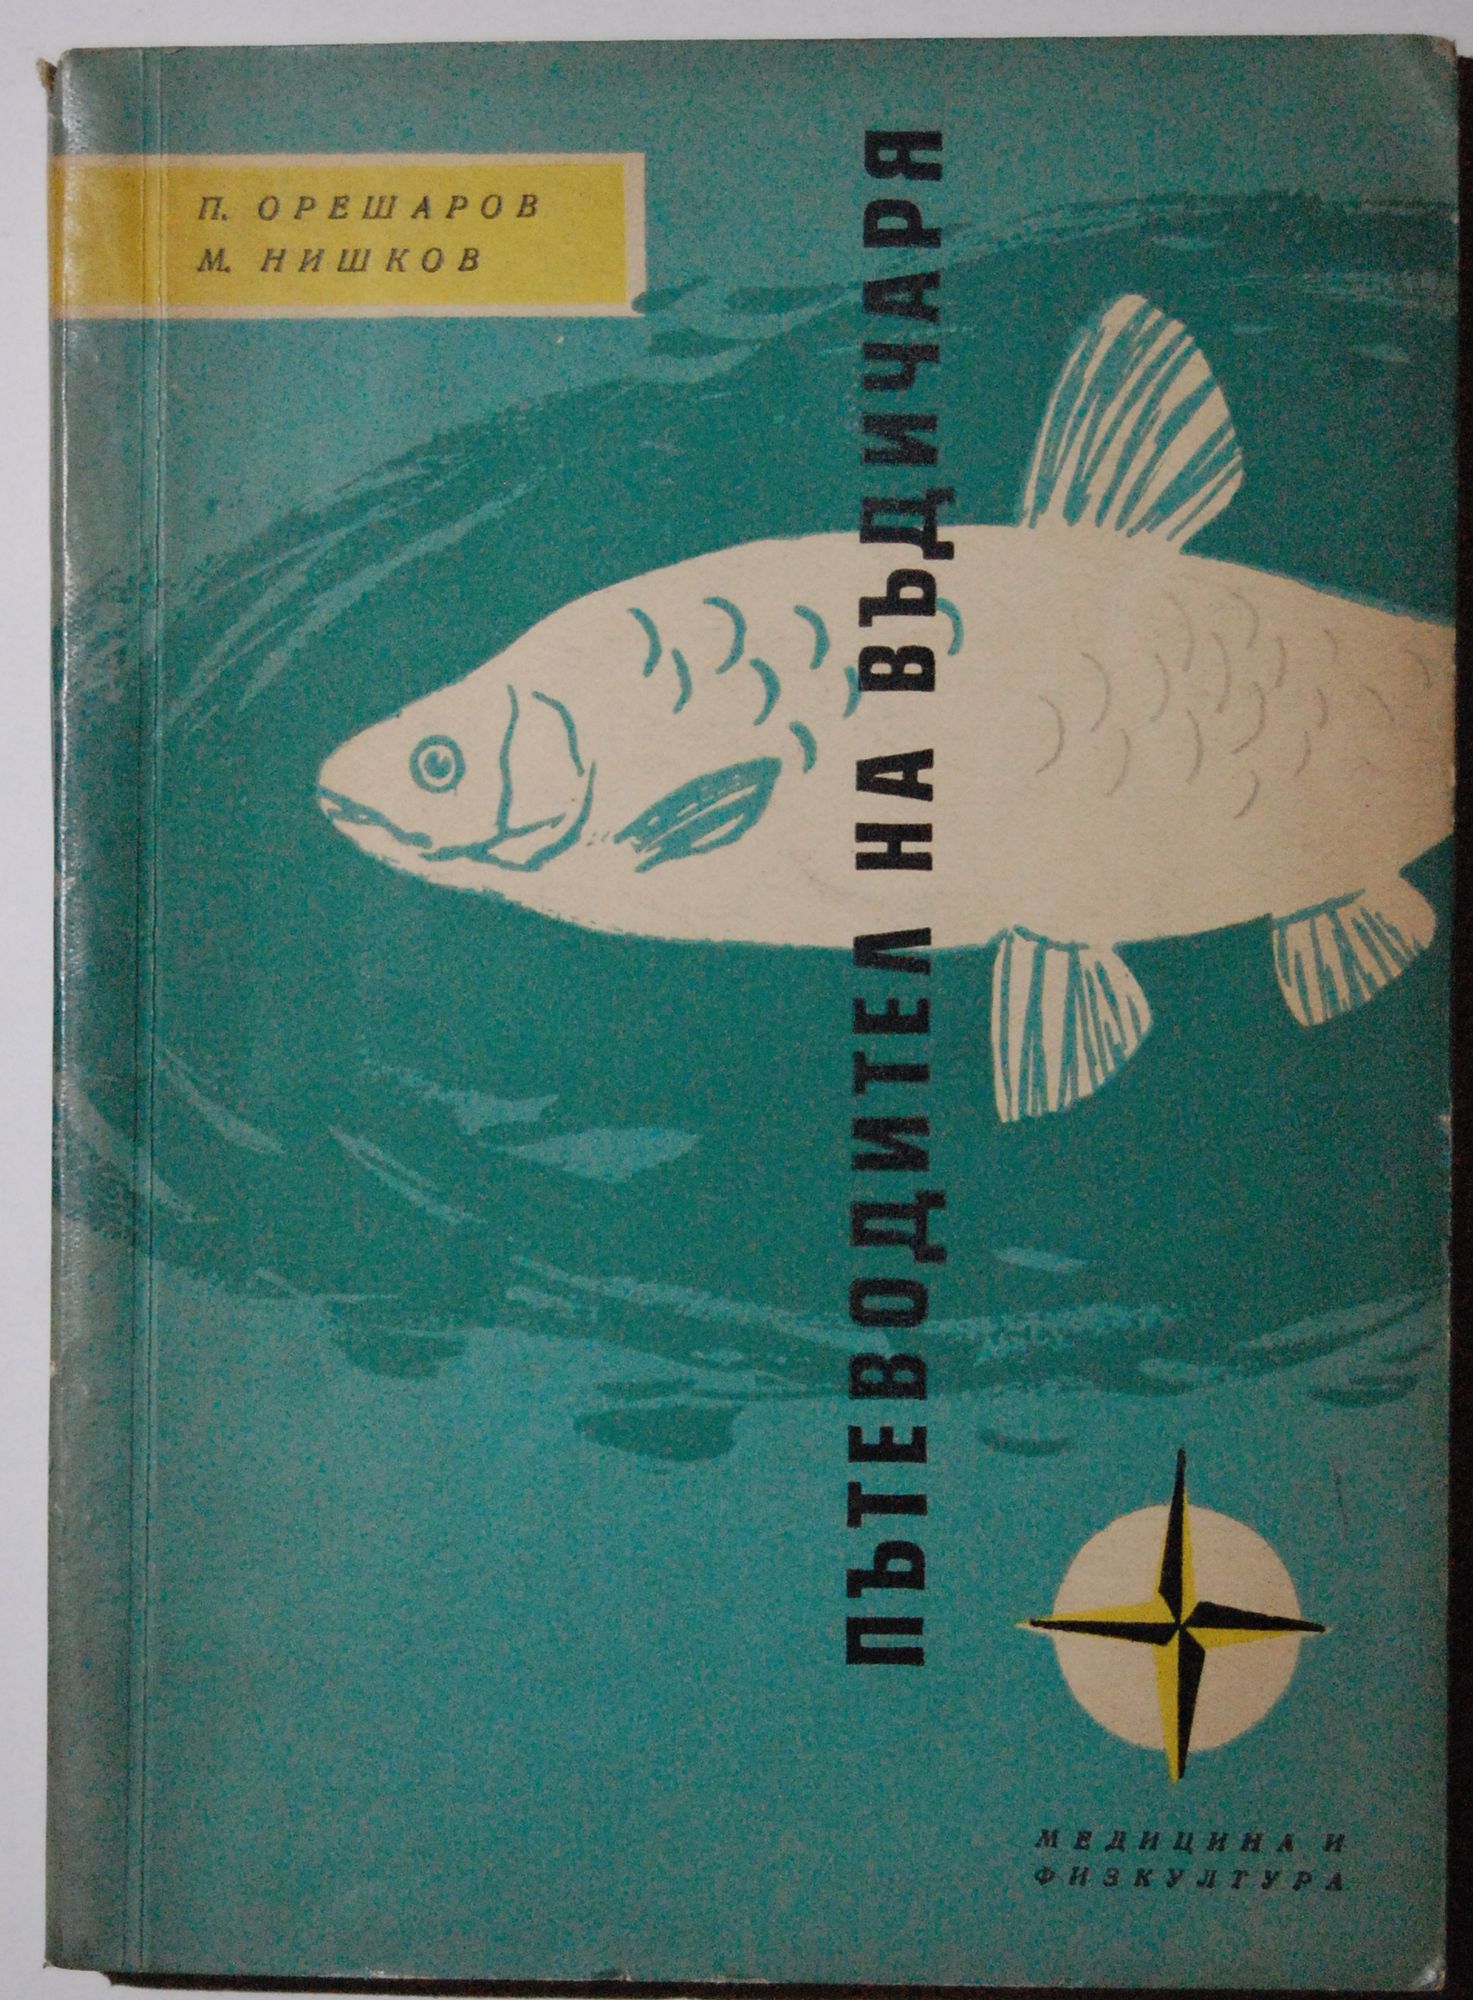 П. ОРЕШАРОВ
М. НИШКОВ
ПЪТЕВОДИТЕЛ НА ВЪДИЧАРЯ
МЕДИЦИНА И
ФИЗКУЛТУРА